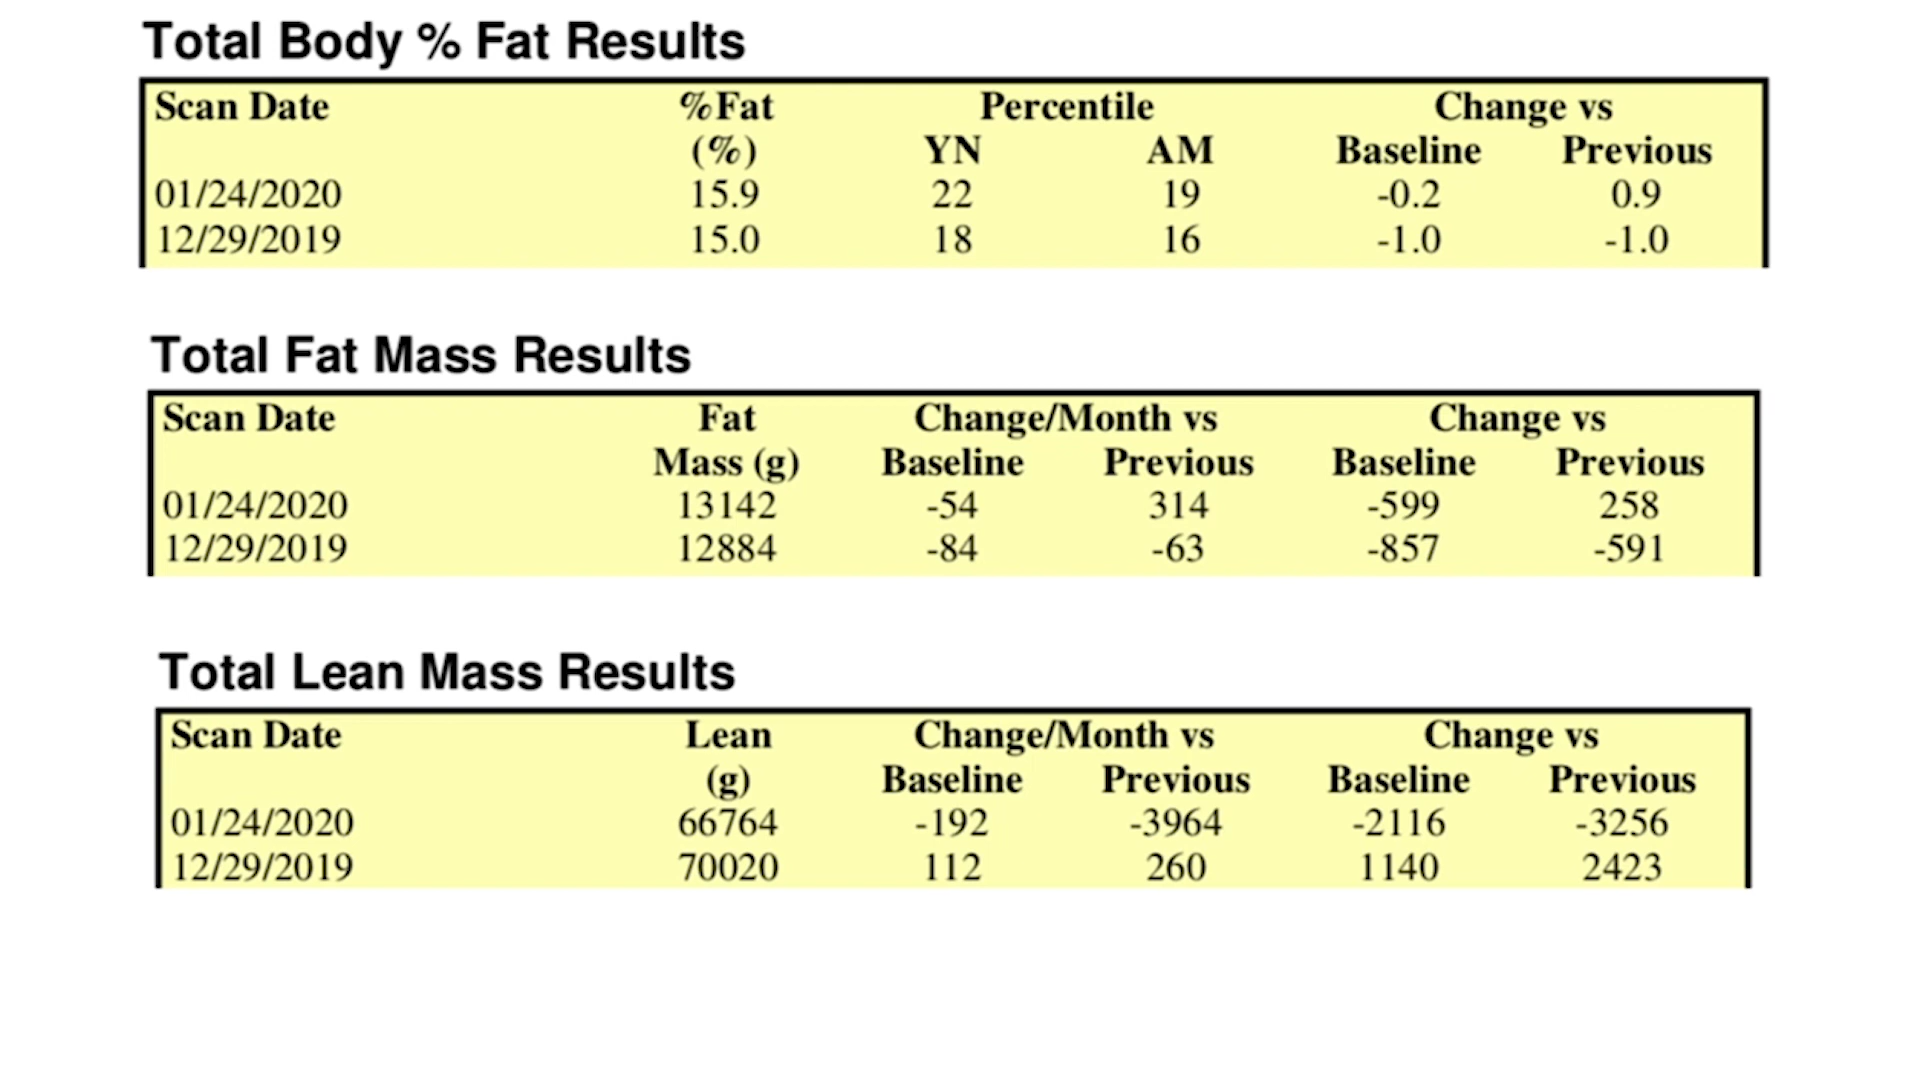 Total Body % Fat Results
Scan Date %Fat Percentile Change vs
(%) YN AM Baseline Previous
01/24/2020 15.9 22 19 -0.2 0.9
12/29/2019 15.0 18 16 -1.0 -1.0
Total Fat Mass Results
Scan Date Fat Change/Month vs Change vs
Mass (g) Baseline Previous Baseline Previous
01/24/2020 13142 -54 314 -599 258
12/29/2019 12884 -84 -63 -857 -591
Total Lean Mass Results
Scan Date Lean Change/Month vs Change vs
(g) Baseline Previous Baseline Previous
01/24/2020 66764 -192 -3964 -2116 -3256
12/29/2019 70020 112 260 1140 2423